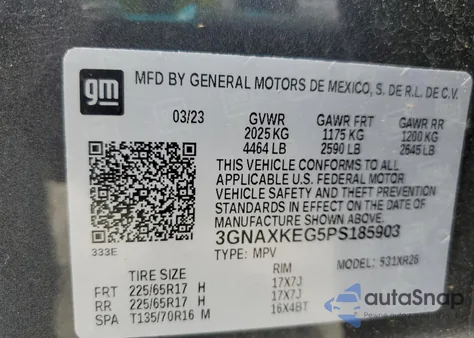 gm
MFD BY GENERAL MOTORS DE MEXICO, S. DE R.L. DE C.V.
03/23 GVWR GAWR FRT GAWR RR
2025 KG 1175 KG 1200 KG
4464 LB 2590 LB 2645 LB
THIS VEHICLE CONFORMS TO ALL
APPLICABLE U.S. FEDERAL MOTOR
VEHICLE SAFETY AND THEFT PREVENTION
STANDARDS IN EFFECT ON THE DATE OF
MANUFACTURE SHOWN ABOVE.
3GNAXKEG5PS185903
333E TYPE: MPV MODEL: 531XR26
TIRE SIZE RIM
FRT 225/65R17 H 17X7J
RR 225/65R17 H 17X7J
SPA T135/70R16 M 16X4BT
autoSnap
Powered by